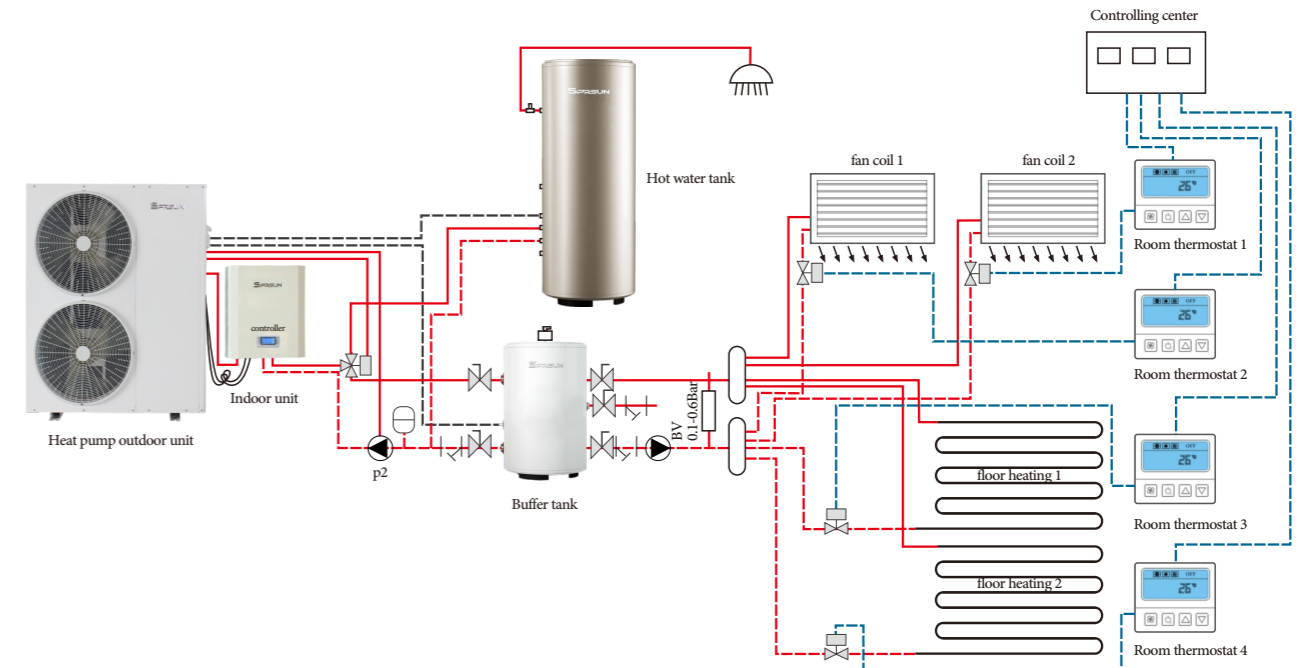 Controlling center
SPRSUN
Hot water tank
fan coil 1
fan coil 2
OFF
26
Room thermostat 1
SPRSUN
SPRSUN
controller
Indoor unit
Heat pump outdoor unit
p2
SPRSUN
Buffer tank
BV
0.1-0.6Bar
OFF
26
Room thermostat 2
floor heating 1
OFF
26
Room thermostat 3
floor heating 2
OFF
26
Room thermostat 4